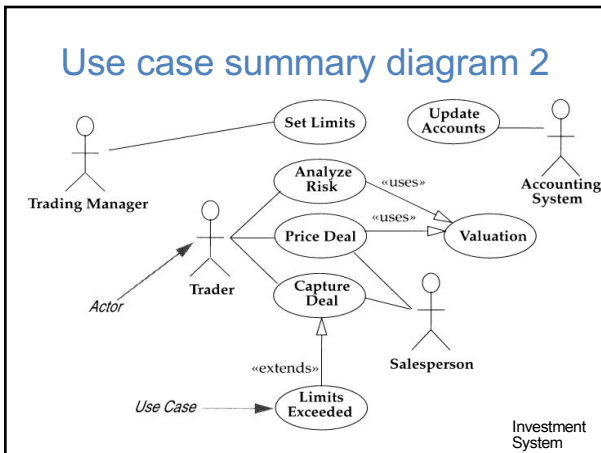 Use case summary diagram 2
Set Limits
Update
Accounts
Trading Manager
Analyze
Risk
«uses»
Accounting
System
«uses»
Price Deal
Valuation
Trader
Actor
Capture
Deal
Salesperson
«extends»
Use Case
Limits
Exceeded
Investment
System